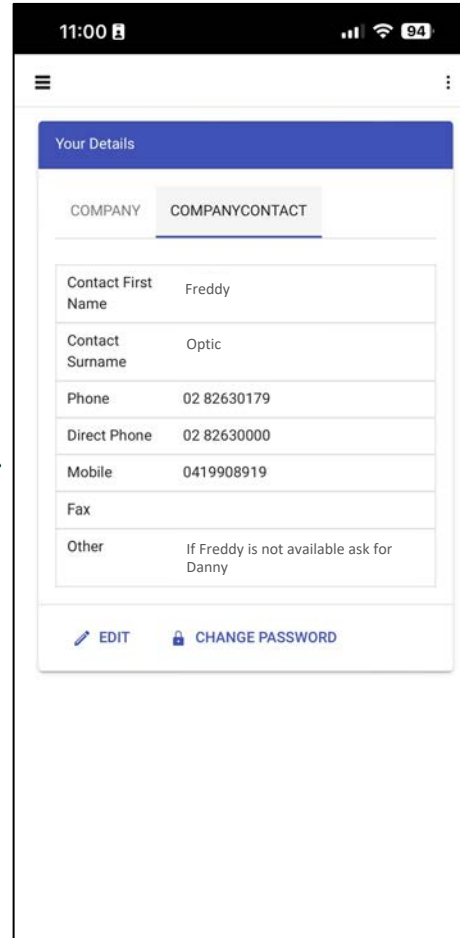 11:00
94
Your Details
COMPANY COMPANYCONTACT
Contact First Freddy
Name
Contact Optic
Surname
Phone 02 82630179
Direct Phone 02 82630000
Mobile 0419908919
Fax
Other If Freddy is not available ask for
Danny
EDIT CHANGE PASSWORD